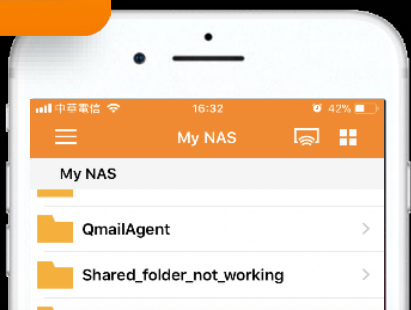 中華電信 16:32 42%
My NAS
My NAS
QmailAgent
Shared_folder_not_working